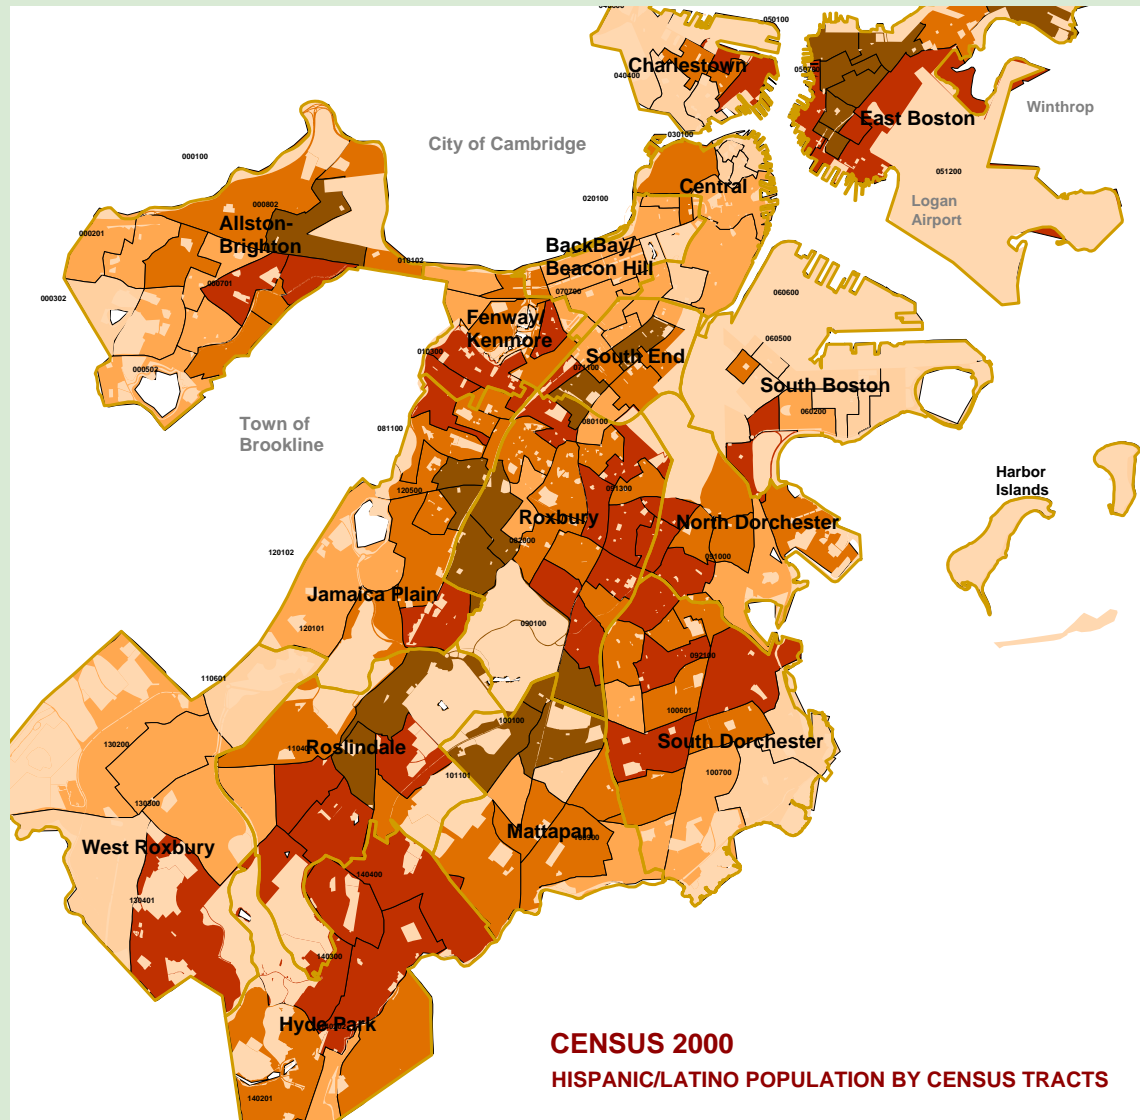 050100
Charlestown
040400
050700
East Boston
Winthrop
030100
City of Cambridge
000100
051200
Central
020100
Logan
Airport
000802
Allston-
Brighton
000201
BackBay/
Beacon Hill
010102
000701
070700
060600
000302
Fenway/
Kenmore
060500
010300
South End
071100
000502
South Boston
060200
Town of
Brookline
080100
081100
Harbor
Islands
120500
091300
Roxbury
North Dorchester
082000
120102
091000
Jamaica Plain
090100
120101
092100
110601
100601
100100
130200
Roslindale
South Dorchester
101101
100700
130300
Mattapan
West Roxbury
140400
130401
140300
Hyde Park
140201
CENSUS 2000
HISPANIC/LATINO POPULATION BY CENSUS TRACTS